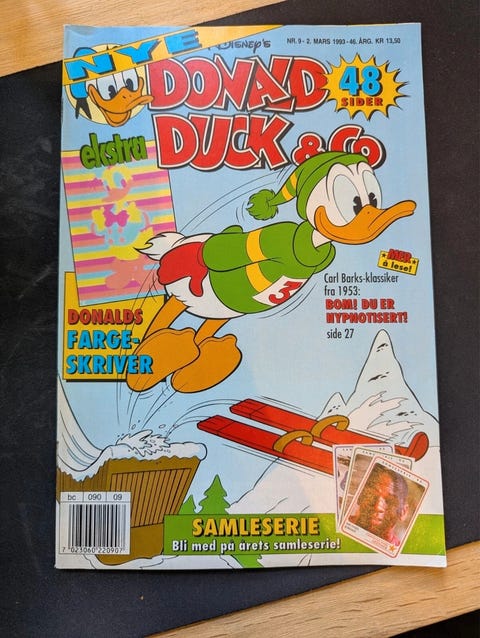 NYE
DISNEY'S
NR. 9 - 2. MARS 1993 - 46. ÅRG. KR 13,50
DONALD
DUCK & Co
48
SIDER
ekstra
MER
å lese!
Carl Barks-klassiker
fra 1953:
BOM! DU ER
HYPNOTISERT!
side 27
DONALDS
FARGE-
SKRIVER
bc 090 09
7 023060 220907
SAMLESERIE
Bli med på årets samleserie!